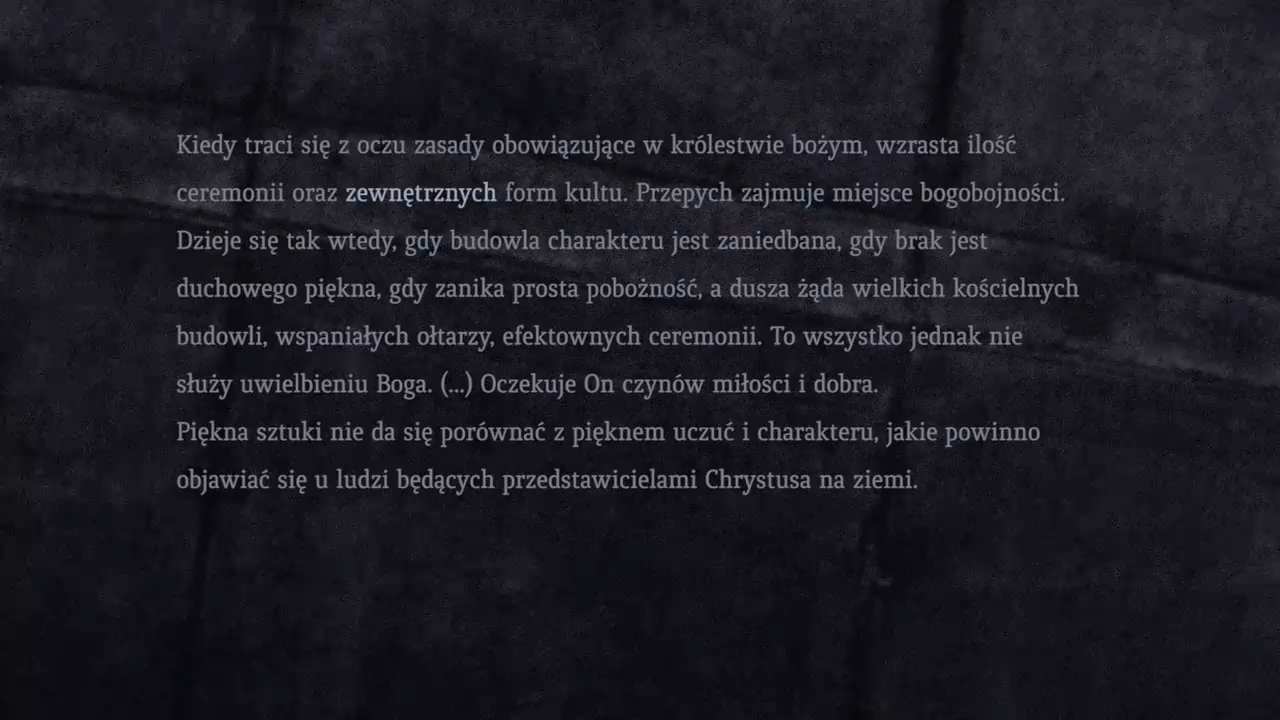 Kiedy traci się z oczu zasady obowiązujące w królestwie bożym, wzrasta ilość
ceremonii oraz zewnętrznych form kultu. Przepych zajmuje miejsce bogobojności.
Dzieje się tak wtedy, gdy budowla charakteru jest zaniedbana, gdy brak jest
duchowego piękna, gdy zanika prosta pobożność, a dusza żąda wielkich kościelnych
budowli, wspaniałych ołtarzy, efektownych ceremonii. To wszystko jednak nie
służy uwielbieniu Boga. (...) Oczekuje On czynów miłości i dobra.
Piękna sztuki nie da się porównać z pięknem uczuć i charakteru, jakie powinno
objawiać się u ludzi będących przedstawicielami Chrystusa na ziemi.